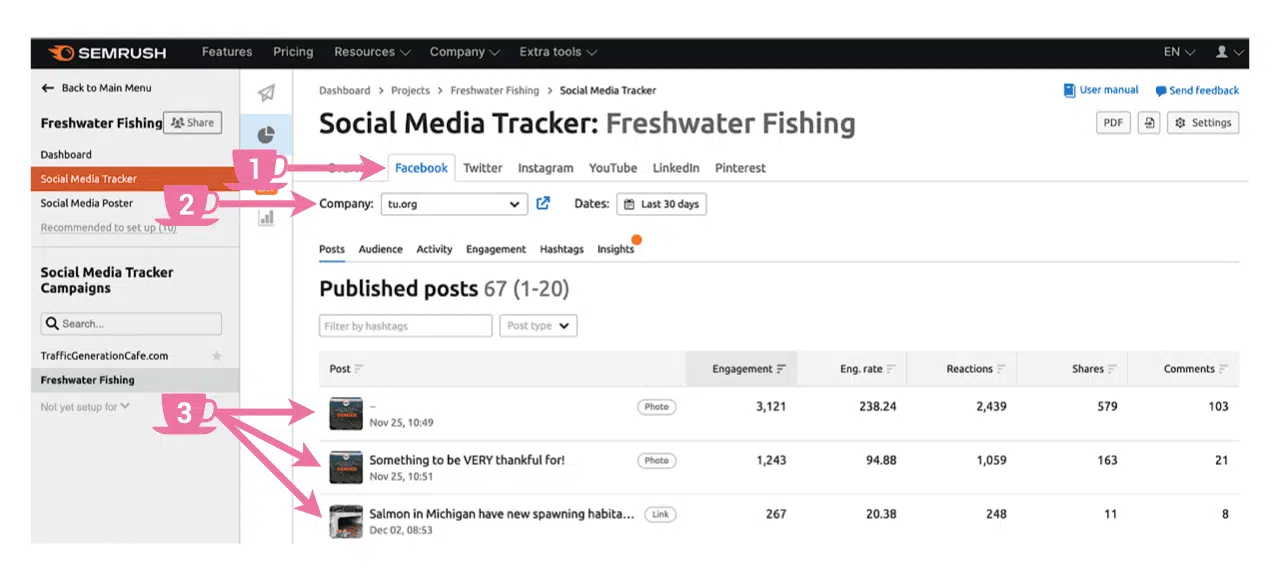 SEMRUSH Features Pricing Resources Company Extra tools EN
Back to Main Menu
Freshwater Fishing Share
Dashboard
Social Media Tracker
Social Media Poster
Recommended to set up (10)
Social Media Tracker
Campaigns
Search...
TrafficGenerationCafe.com
Freshwater Fishing
Not yet setup for
1
2
3
Dashboard > Projects > Freshwater Fishing > Social Media Tracker
User manual Send feedback
Social Media Tracker: Freshwater Fishing
PDF Settings
Facebook Twitter Instagram YouTube LinkedIn Pinterest
Company: tu.org Dates: Last 30 days
Posts Audience Activity Engagement Hashtags Insights
Published posts 67 (1-20)
Filter by hashtags Post type
Post Engagement Eng. rate Reactions Shares Comments
– Photo 3,121 238.24 2,439 579 103
Nov 25, 10:49
Something to be VERY thankful for! Photo 1,243 94.88 1,059 163 21
Nov 25, 10:51
Salmon in Michigan have new spawning habita... Link 267 20.38 248 11 8
Dec 02, 08:53